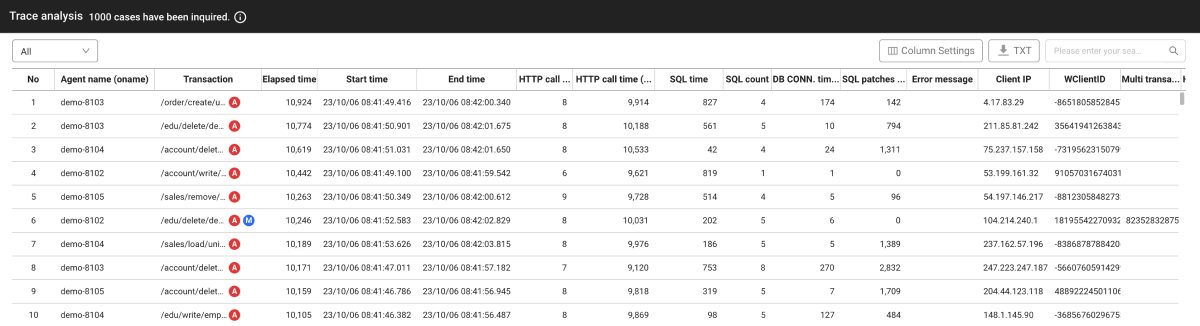 Trace analysis 1000 cases have been inquired.
All Column Settings TXT Please enter your sea...
No Agent name (oname) Transaction Elapsed time Start time End time HTTP call ... HTTP call time (... SQL time SQL count DB CONN. tim... SQL patches ... Error message Client IP WClientID Multi transa...
1 demo-8103 /order/create/u... A 10,924 23/10/06 08:41:49.416 23/10/06 08:42:00.340 8 9,914 827 4 174 142 4.17.83.29 -86518058528457
2 demo-8103 /edu/delete/de... A 10,774 23/10/06 08:41:50.901 23/10/06 08:42:01.675 8 10,188 561 5 10 794 211.85.81.242 35641941263843
3 demo-8104 /account/delet... A 10,619 23/10/06 08:41:51.031 23/10/06 08:42:01.650 8 10,533 42 4 24 1,311 75.237.157.158 -73195623150799
4 demo-8102 /account/write/... A 10,442 23/10/06 08:41:49.100 23/10/06 08:41:59.542 6 9,621 819 1 1 0 53.199.161.32 91057031674031
5 demo-8105 /sales/remove/... A 10,263 23/10/06 08:41:50.349 23/10/06 08:42:00.612 9 9,728 514 4 5 96 54.197.146.217 -881230584827
6 demo-8102 /edu/delete/de... A M 10,246 23/10/06 08:41:52.583 23/10/06 08:42:02.829 8 10,031 202 5 6 0 104.214.240.1 18195542270932 82352832875
7 demo-8104 /sales/load/uni... A 10,189 23/10/06 08:41:53.626 23/10/06 08:42:03.815 8 9,976 186 5 5 1,389 237.162.57.196 -8386878788420
8 demo-8103 /account/delet... A 10,171 23/10/06 08:41:47.011 23/10/06 08:41:57.182 7 9,120 753 8 270 2,832 247.223.247.187 -5660760591429
9 demo-8105 /account/delet... A 10,159 23/10/06 08:41:46.786 23/10/06 08:41:56.945 8 9,818 319 5 7 1,709 204.44.123.118 4889222450110
10 demo-8104 /edu/write/emp... A 10,105 23/10/06 08:41:46.382 23/10/06 08:41:56.487 8 9,869 98 5 127 484 148.1.145.90 -3685676029675